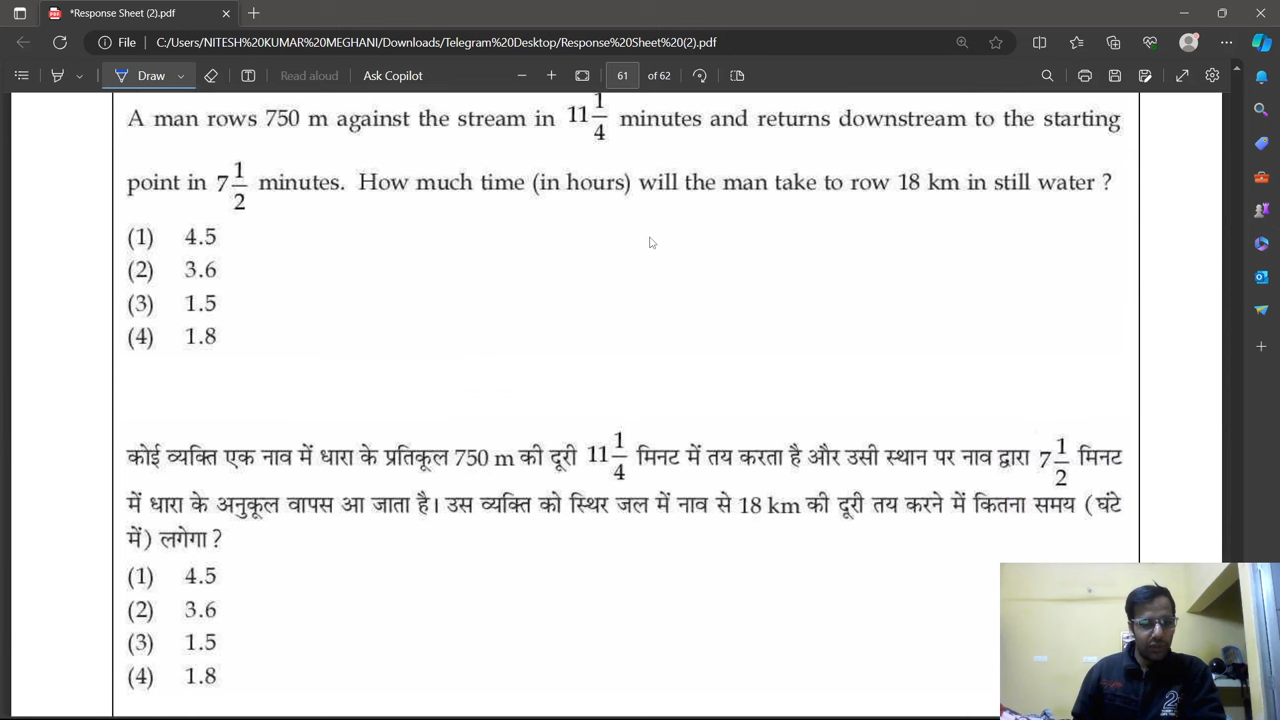 *Response Sheet (2).pdf
File C:/Users/NITESH%20KUMAR%20MEGHANI/Downloads/Telegram%20Desktop/Response%20Sheet%20(2).pdf
Draw Read aloud Ask Copilot 61 of 62
A man rows 750 m against the stream in 11 1/4 minutes and returns downstream to the starting
point in 7 1/2 minutes. How much time (in hours) will the man take to row 18 km in still water ?
(1) 4.5
(2) 3.6
(3) 1.5
(4) 1.8
कोई व्यक्ति एक नाव में धारा के प्रतिकूल 750 m की दूरी 11 1/4 मिनट में तय करता है और उसी स्थान पर नाव द्वारा 7 1/2 मिनट
में धारा के अनुकूल वापस आ जाता है। उस व्यक्ति को स्थिर जल में नाव से 18 km की दूरी तय करने में कितना समय (घंटे
में) लगेगा ?
(1) 4.5
(2) 3.6
(3) 1.5
(4) 1.8